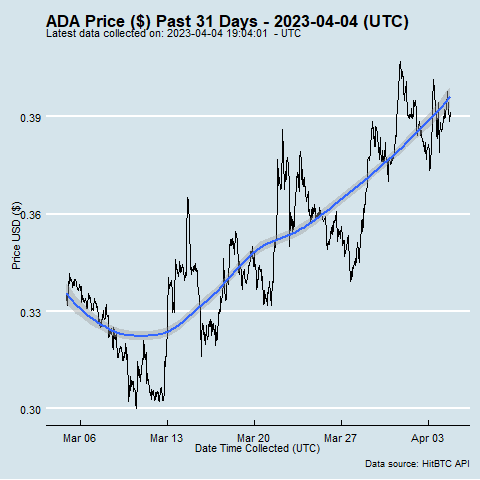 ADA Price ($) Past 31 Days - 2023-04-04 (UTC)
Latest data collected on: 2023-04-04 19:04:01  - UTC
0.39
0.36
0.33
0.30
Price USD ($)
Mar 06 Mar 13 Mar 20 Mar 27 Apr 03
Date Time Collected (UTC)
Data source: HitBTC API